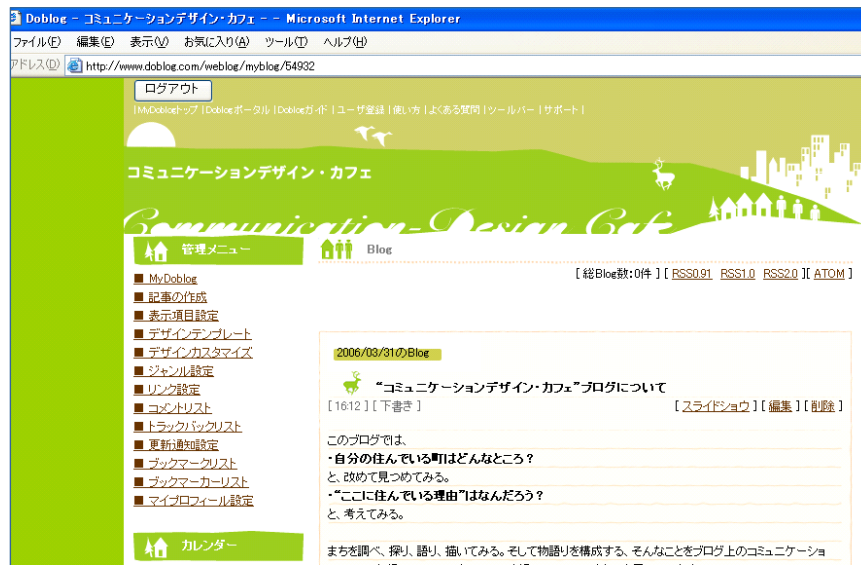 Doblog - コミュニケーションデザイン・カフェ - - Microsoft Internet Explorer
ファイル(F) 編集(E) 表示(V) お気に入り(A) ツール(T) ヘルプ(H)
アドレス(D) http://www.doblog.com/weblog/myblog/54932
ログアウト
|MyDoblogトップ|Doblogポータル|Doblogガイド|ユーザ登録|使い方|よくある質問|ツールバー|サポート|
コミュニケーションデザイン・カフェ
Communication-Design Cafe
管理メニュー
■ MyDoblog
■ 記事の作成
■ 表示項目設定
■ デザインテンプレート
■ デザインカスタマイズ
■ ジャンル設定
■ リンク設定
■ コメントリスト
■ トラックバックリスト
■ 更新通知設定
■ ブックマークリスト
■ ブックマーカーリスト
■ マイプロフィール設定
カレンダー
Blog
[ 総Blog数:0件 ] [ RSS0.91 RSS1.0 RSS2.0 ][ ATOM ]
2006/03/31のBlog
“コミュニケーションデザイン・カフェ”ブログについて
[ 16:12 ] [ 下書き ] [ スライドショウ ] [ 編集 ] [ 削除 ]
このブログでは、
・自分の住んでいる町はどんなところ？
と、改めて見つめてみる。
・“ここに住んでいる理由”はなんだろう？
と、考えてみる。
まちを調べ、探り、語り、描いてみる。そして物語りを構成する、そんなことをブログ上のコミュニケーショ